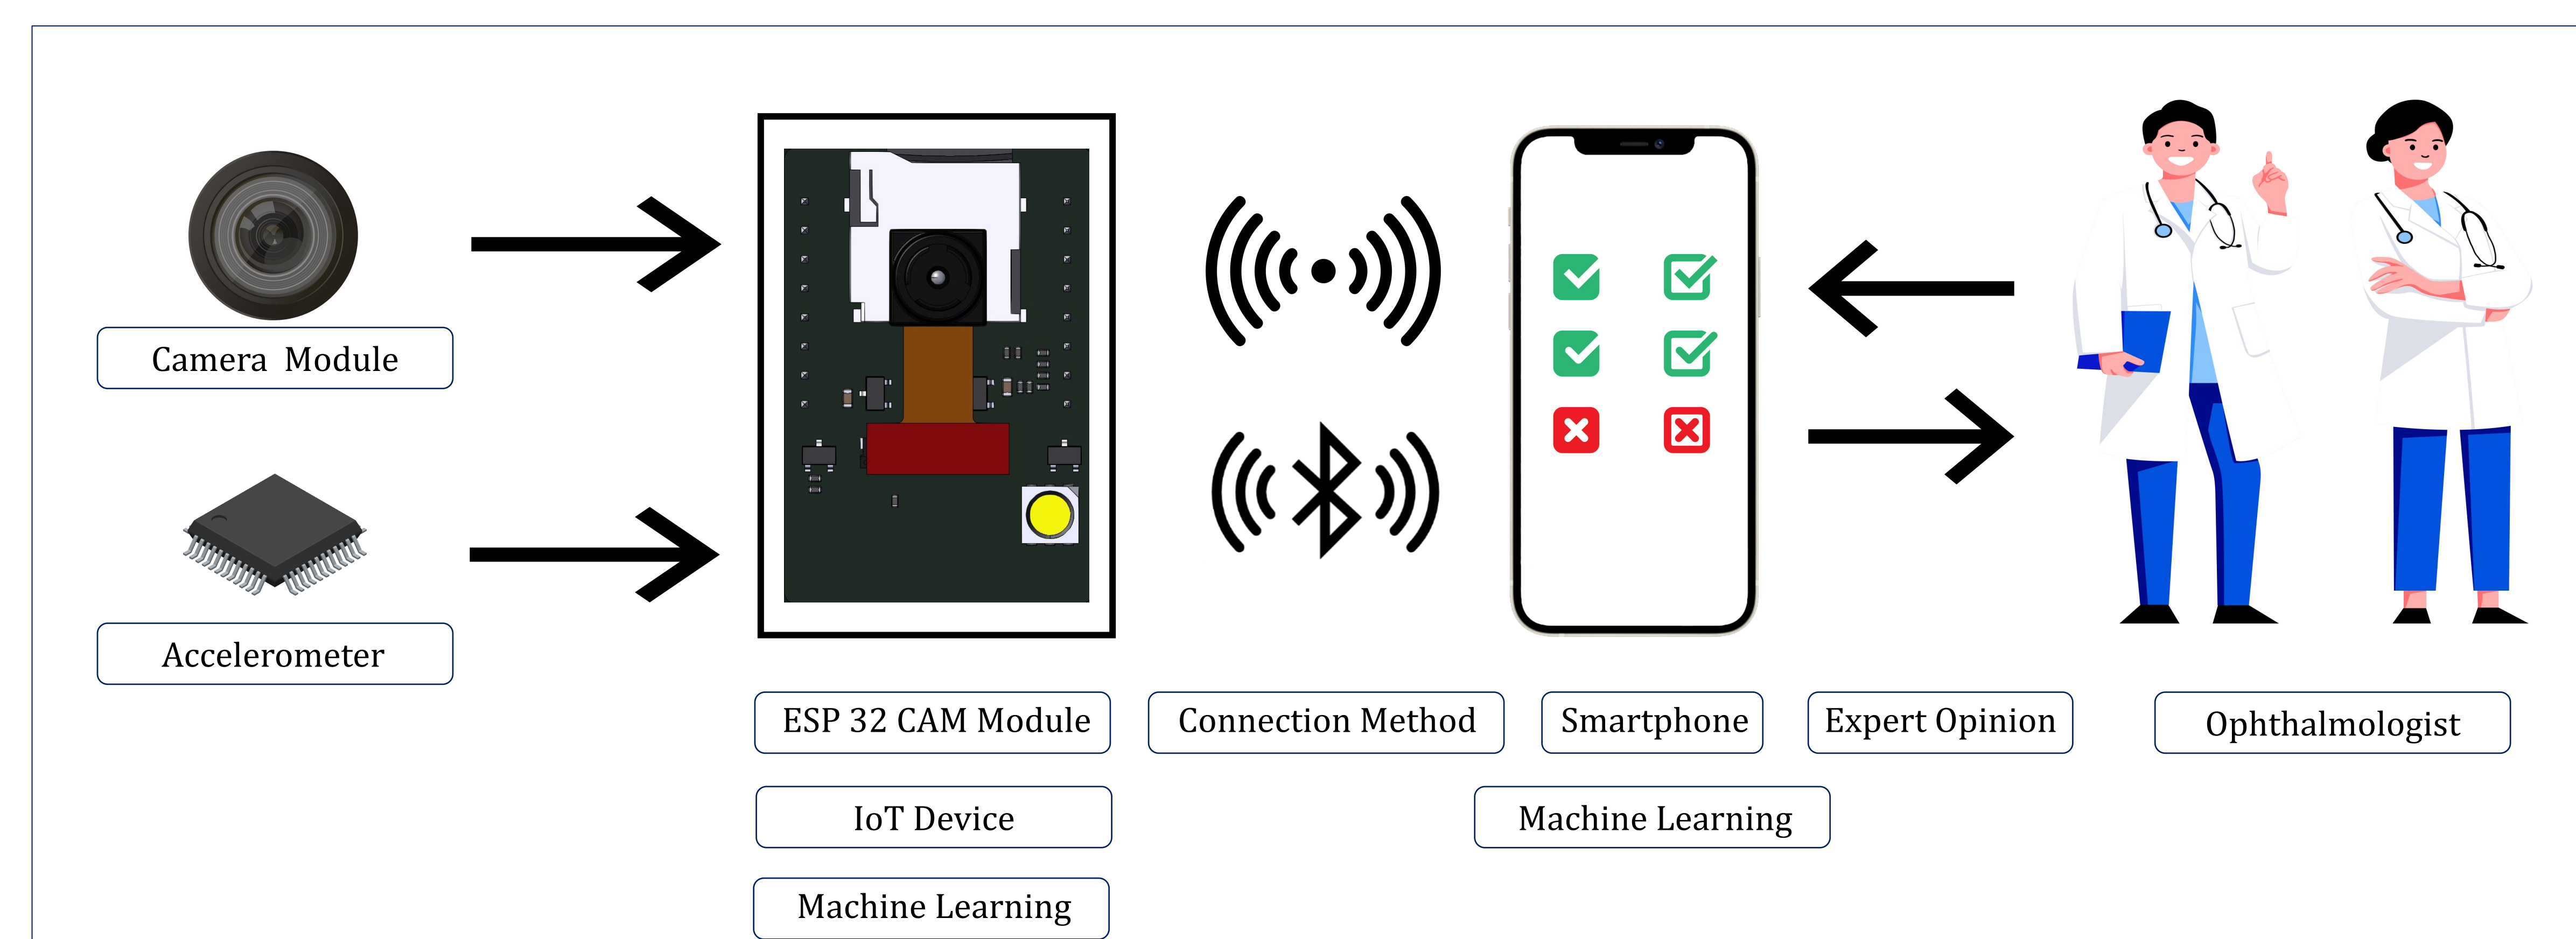 Camera Module
Accelerometer
ESP 32 CAM Module
Connection Method
Smartphone
Expert Opinion
Ophthalmologist
IoT Device
Machine Learning
Machine Learning